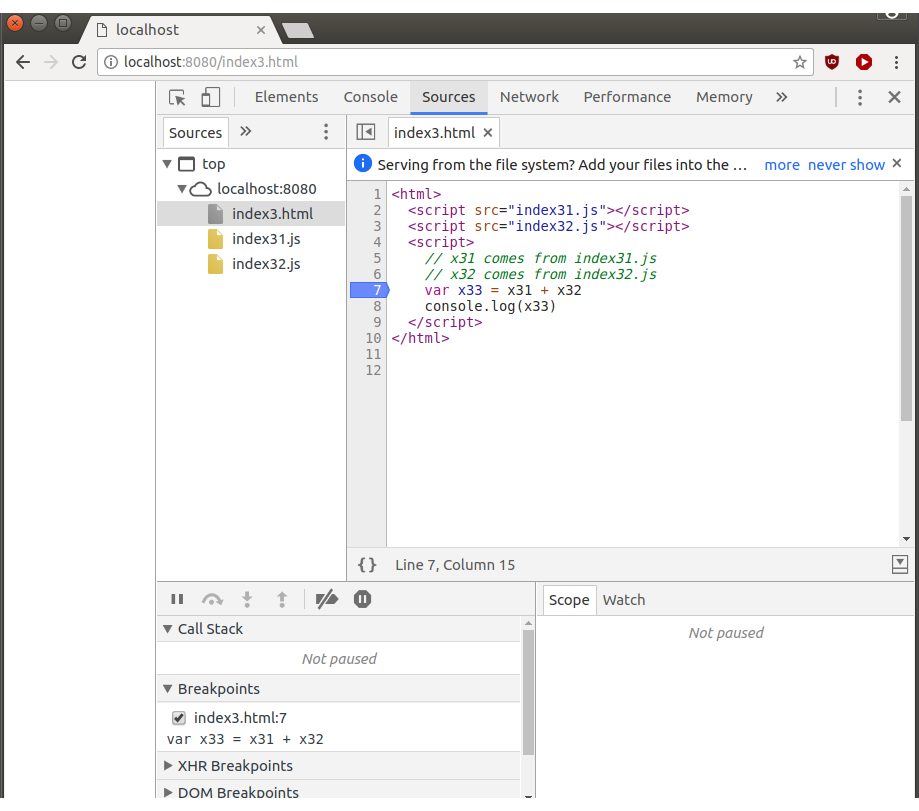 localhost
localhost:8080/index3.html
Elements Console Sources Network Performance Memory »
Sources » index3.html ×
top
localhost:8080
index3.html
index31.js
index32.js
Serving from the file system? Add your files into the ... more never show ×
1 <html>
2 <script src="index31.js"></script>
3 <script src="index32.js"></script>
4 <script>
5 // x31 comes from index31.js
6 // x32 comes from index32.js
7 var x33 = x31 + x32
8 console.log(x33)
9 </script>
10 </html>
11
12
{} Line 7, Column 15
Scope Watch
Call Stack
Not paused
Not paused
Breakpoints
index3.html:7
var x33 = x31 + x32
XHR Breakpoints
DOM Breakpoints